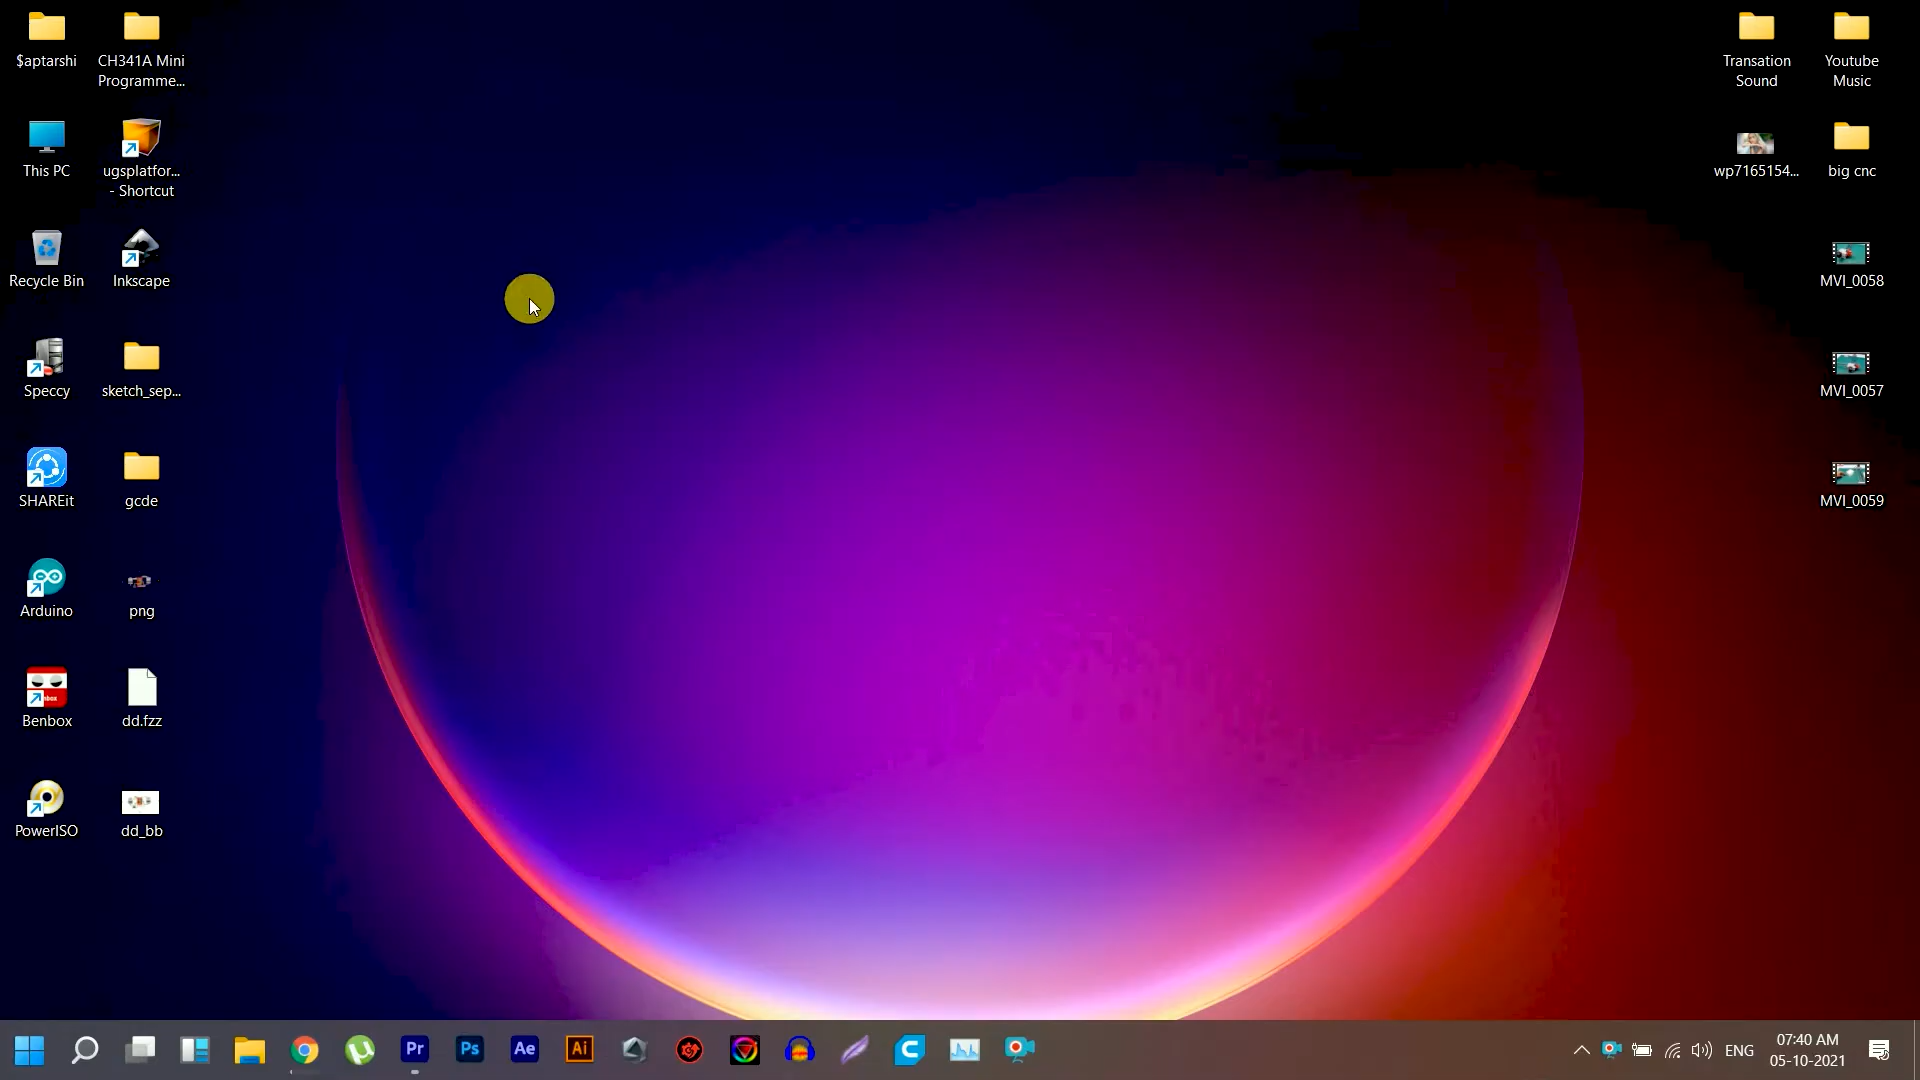 $aptarshi
CH341A Mini
Programme...
This PC
ugsplatfor...
- Shortcut
Recycle Bin
Inkscape
Speccy
sketch_sep...
SHAREit
gcde
Arduino
png
Benbox
dd.fzz
PowerISO
dd_bb
Transation
Sound
Youtube
Music
wp7165154...
big cnc
MVI_0058
MVI_0057
MVI_0059
Pr
Ps
Ae
Ai
ENG
07:40 AM
05-10-2021